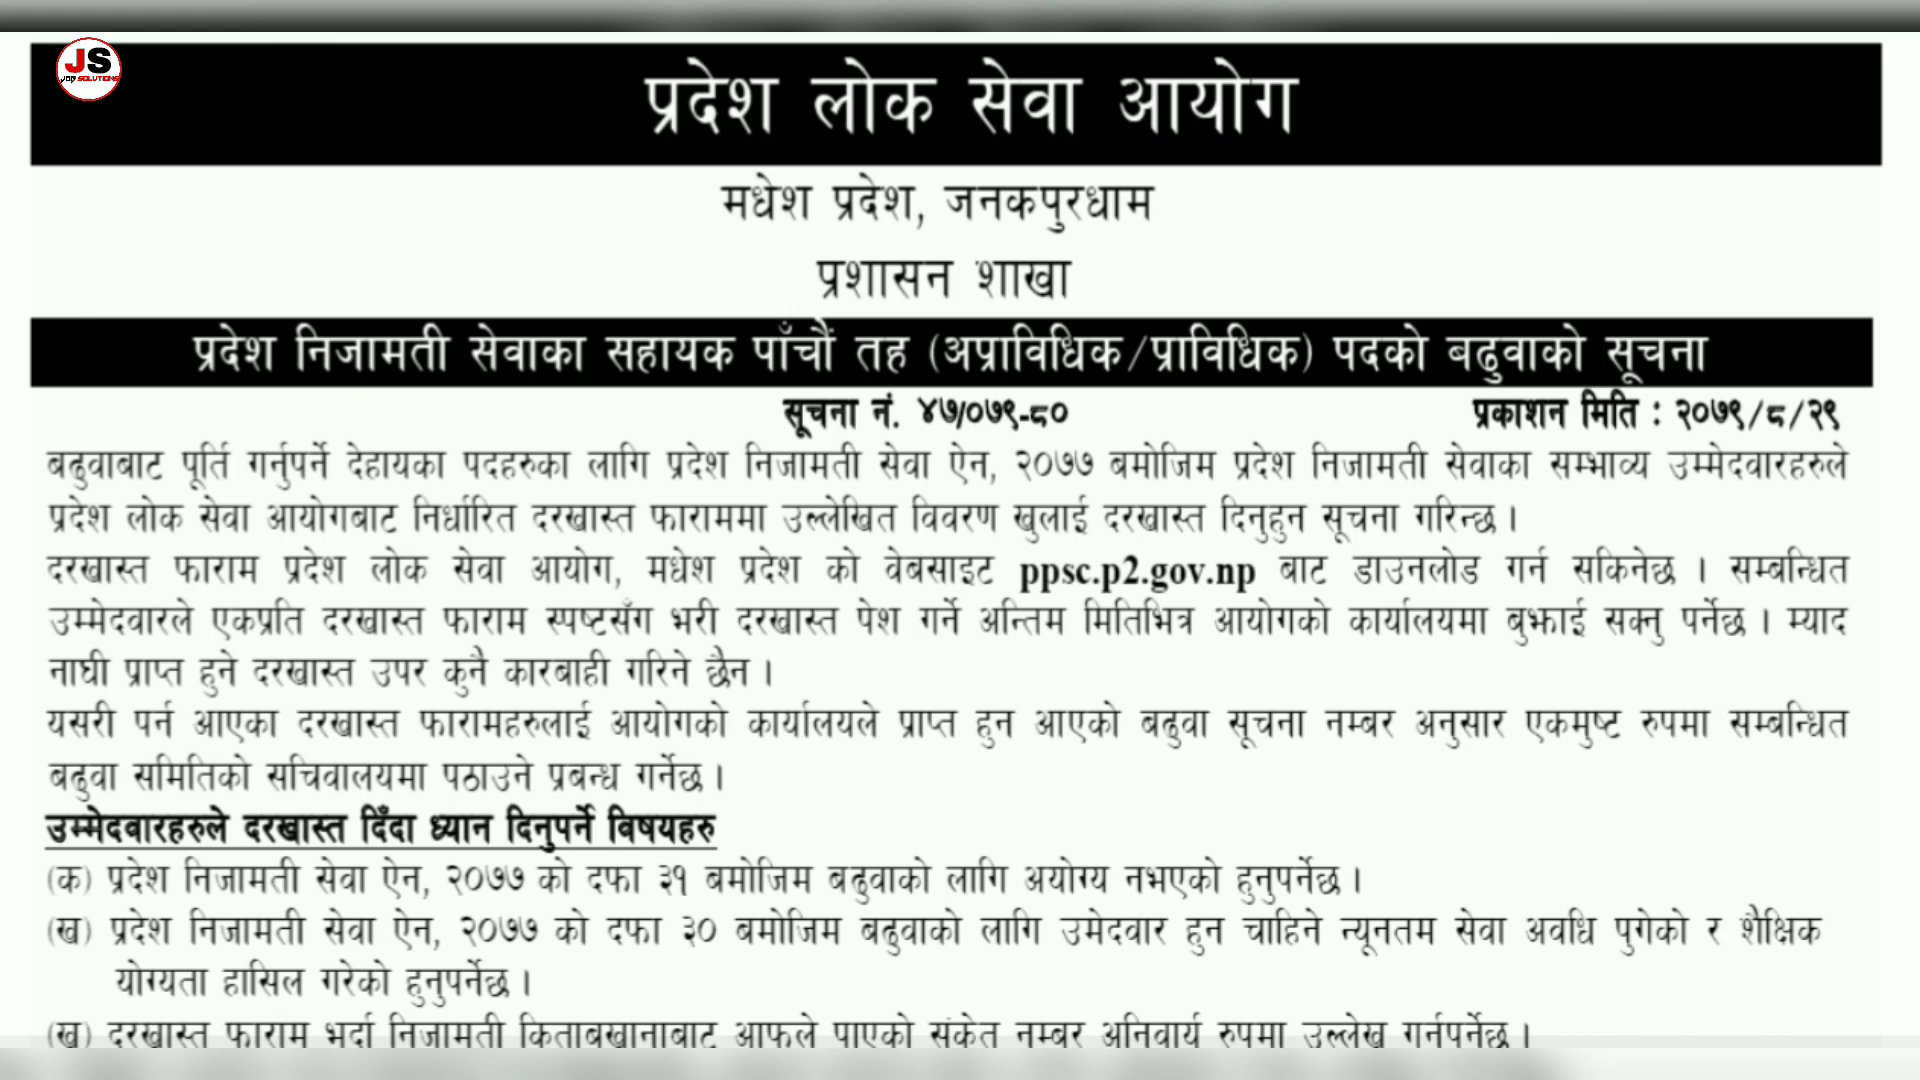 JS
JOB SOLUTIONS
प्रदेश लोक सेवा आयोग
मधेश प्रदेश, जनकपुरधाम
प्रशासन शाखा
प्रदेश निजामती सेवाका सहायक पाँचौं तह (अप्राविधिक/प्राविधिक) पदको बढुवाको सूचना
सूचना नं. ४७/०७९-८०
प्रकाशन मिति : २०७९/८/२९
बढुवाबाट पूर्ति गर्नुपर्ने देहायका पदहरुका लागि प्रदेश निजामती सेवा ऐन, २०७७ बमोजिम प्रदेश निजामती सेवाका सम्भाव्य उम्मेदवारहरुले
प्रदेश लोक सेवा आयोगबाट निर्धारित दरखास्त फाराममा उल्लेखित विवरण खुलाई दरखास्त दिनुहुन सूचना गरिन्छ ।
दरखास्त फाराम प्रदेश लोक सेवा आयोग, मधेश प्रदेश को वेबसाइट ppsc.p2.gov.np बाट डाउनलोड गर्न सकिनेछ । सम्बन्धित
उम्मेदवारले एकप्रति दरखास्त फाराम स्पष्टसँग भरी दरखास्त पेश गर्ने अन्तिम मितिभित्र आयोगको कार्यालयमा बुझाई सक्नु पर्नेछ । म्याद
नाघी प्राप्त हुने दरखास्त उपर कुनै कारबाही गरिने छैन ।
यसरी पर्न आएका दरखास्त फारामहरुलाई आयोगको कार्यालयले प्राप्त हुन आएको बढुवा सूचना नम्बर अनुसार एकमुष्ट रुपमा सम्बन्धित
बढुवा समितिको सचिवालयमा पठाउने प्रबन्ध गर्नेछ ।
उम्मेदवारहरुले दरखास्त दिँदा ध्यान दिनुपर्ने विषयहरु
(क) प्रदेश निजामती सेवा ऐन, २०७७ को दफा ३१ बमोजिम बढुवाको लागि अयोग्य नभएको हुनुपर्नेछ ।
(ख) प्रदेश निजामती सेवा ऐन, २०७७ को दफा ३० बमोजिम बढुवाको लागि उमेदवार हुन चाहिने न्यूनतम सेवा अवधि पुगेको र शैक्षिक
योग्यता हासिल गरेको हुनुपर्नेछ ।
(ख) दरखास्त फाराम भर्दा निजामती किताबखानाबाट आफूले पाएको संकेत नम्बर अनिवार्य रुपमा उल्लेख गर्नुपर्नेछ ।